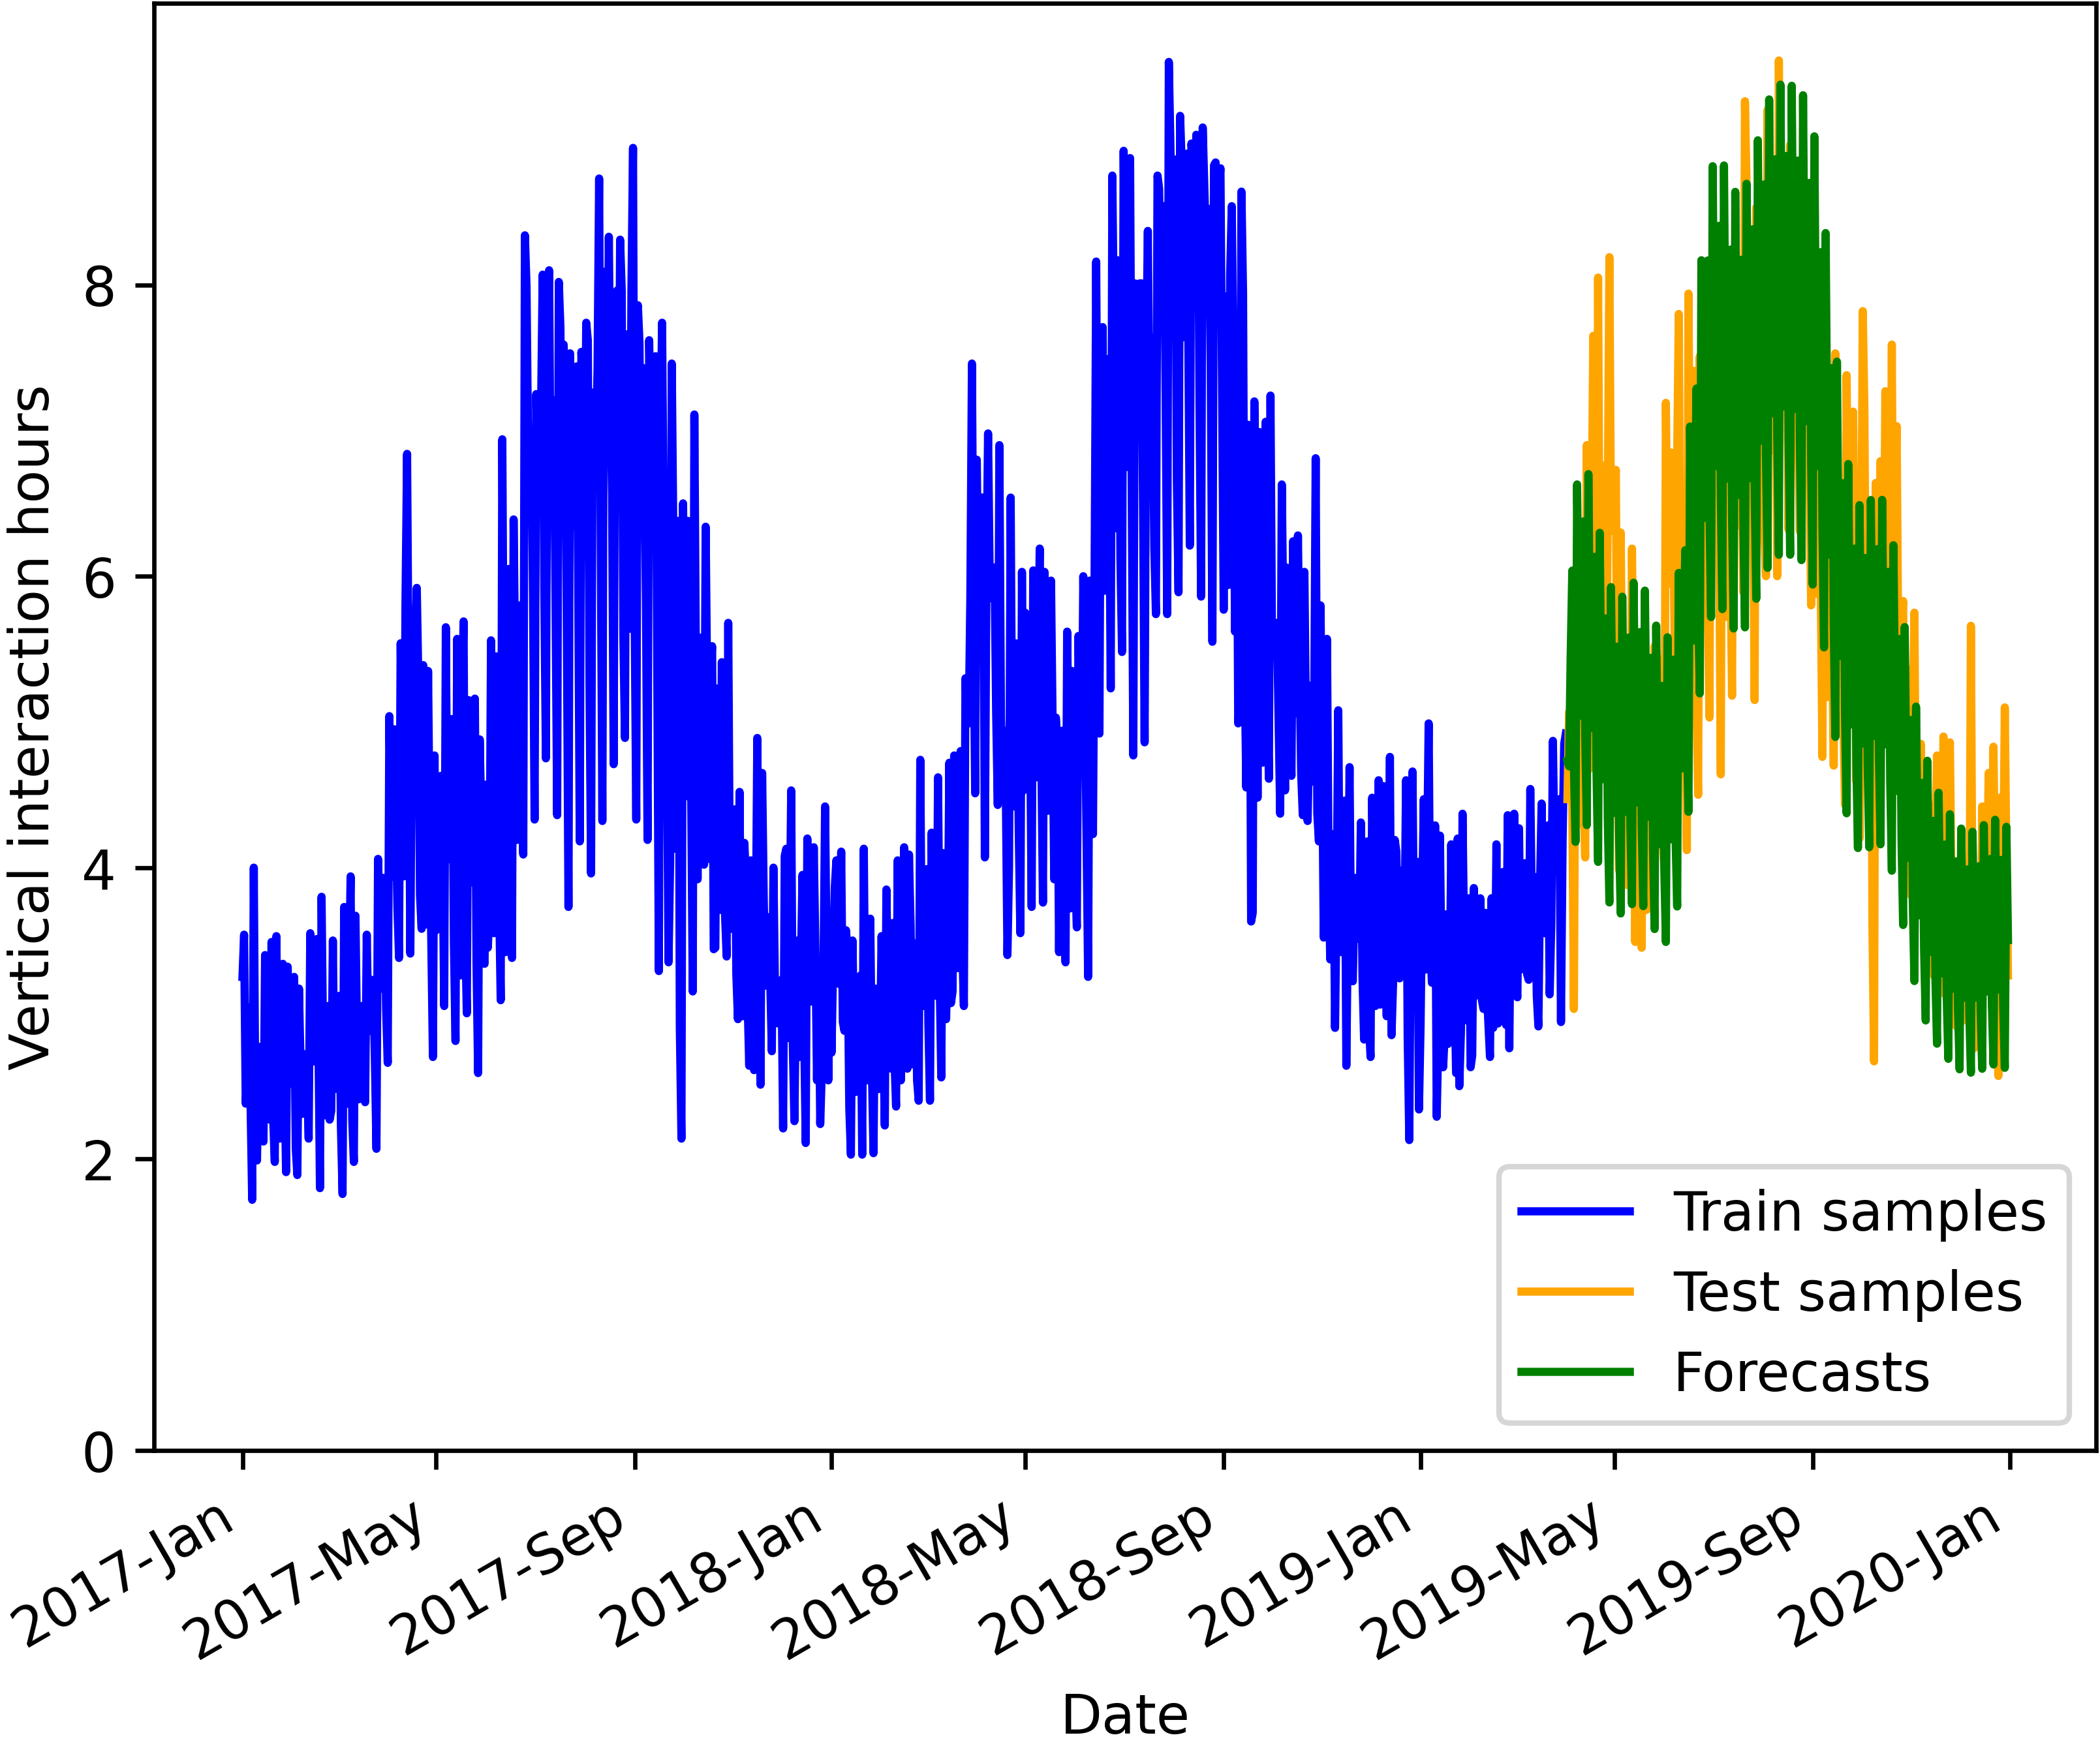 Vertical interaction hours
8
6
4
2
0
Train samples
Test samples
Forecasts
2017-Jan
2017-May
2017-Sep
2018-Jan
2018-May
2018-Sep
2019-Jan
2019-May
2019-Sep
2020-Jan
Date